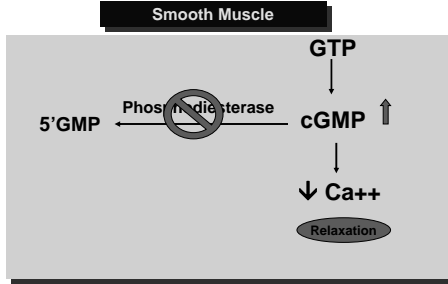 Smooth Muscle
GTP
Phosphodiesterase
5'GMP
cGMP
Ca++
Relaxation